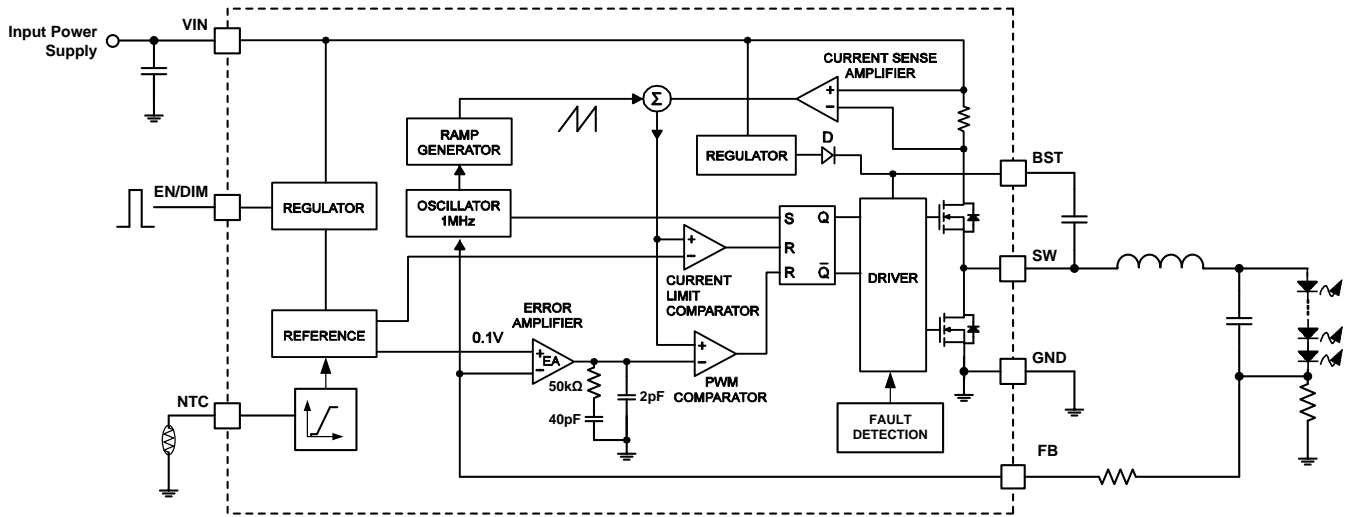 VIN
Input Power
Supply
CURRENT SENSE
AMPLIFIER
+
−
Σ
RAMP
GENERATOR
REGULATOR
D
BST
EN/DIM
REGULATOR
OSCILLATOR
1MHz
S
Q
R
R
Q̅
+
−
DRIVER
SW
CURRENT
LIMIT
COMPARATOR
ERROR
AMPLIFIER
REFERENCE
0.1V
+
EA
−
+
−
PWM
COMPARATOR
50kΩ
2pF
40pF
GND
NTC
FAULT
DETECTION
FB